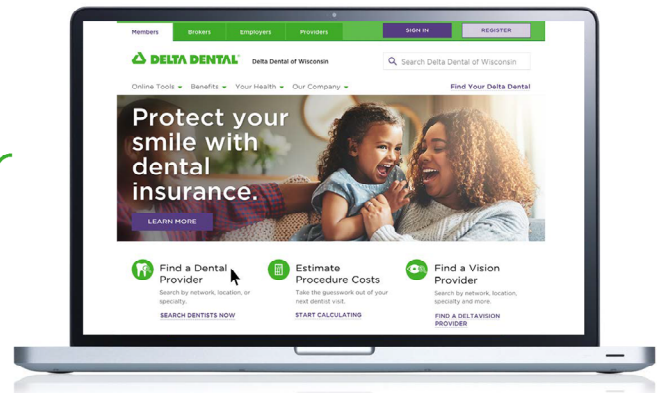 Members Brokers Employers Providers SIGN IN REGISTER
DELTA DENTAL® Delta Dental of Wisconsin Search Delta Dental of Wisconsin
Online Tools Benefits Your Health Our Company Find Your Delta Dental
Protect your
smile with
dental
insurance.
LEARN MORE
Find a Dental
Provider
Search by network, location, or
specialty.
SEARCH DENTISTS NOW
Estimate
Procedure Costs
Take the guesswork out of your
next dentist visit.
START CALCULATING
Find a Vision
Provider
Search by network, location,
specialty and more.
FIND A DELTAVISION
PROVIDER